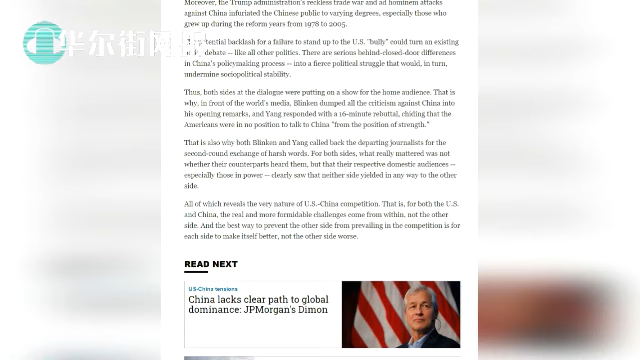 华尔街网
Moreover, the Trump administration's reckless trade war and ad hominem attacks
against China infuriated the Chinese public to varying degrees, especially those who
grew up during the reform years from 1978 to 2005.
potential backlash for a failure to stand up to the U.S. "bully" could turn an existing
debate -- like all other politics. There are serious behind-closed-door differences
in China's policymaking process -- into a fierce political struggle that would, in turn,
undermine sociopolitical stability.
Thus, both sides at the dialogue were putting on a show for the home audience. That is
why, in front of the world's media, Blinken dumped all the criticism against China into
his opening remarks, and Yang responded with a 16-minute rebuttal, chiding that the
Americans were in no position to talk to China "from the position of strength."
That is also why both Blinken and Yang called back the departing journalists for the
second-round exchange of harsh words. For both sides, what really mattered was not
whether their counterparts heard them, but that their respective domestic audiences --
especially those in power -- clearly saw that neither side yielded in any way to the other
side.
All of which reveals the very nature of U.S.-China competition. That is, for both the U.S.
and China, the real and more formidable challenges come from within, not the other
side. And the best way to prevent the other side from prevailing in the competition is for
each side to make itself better, not the other side worse.
READ NEXT
US-China tensions
China lacks clear path to global
dominance: JPMorgan's Dimon